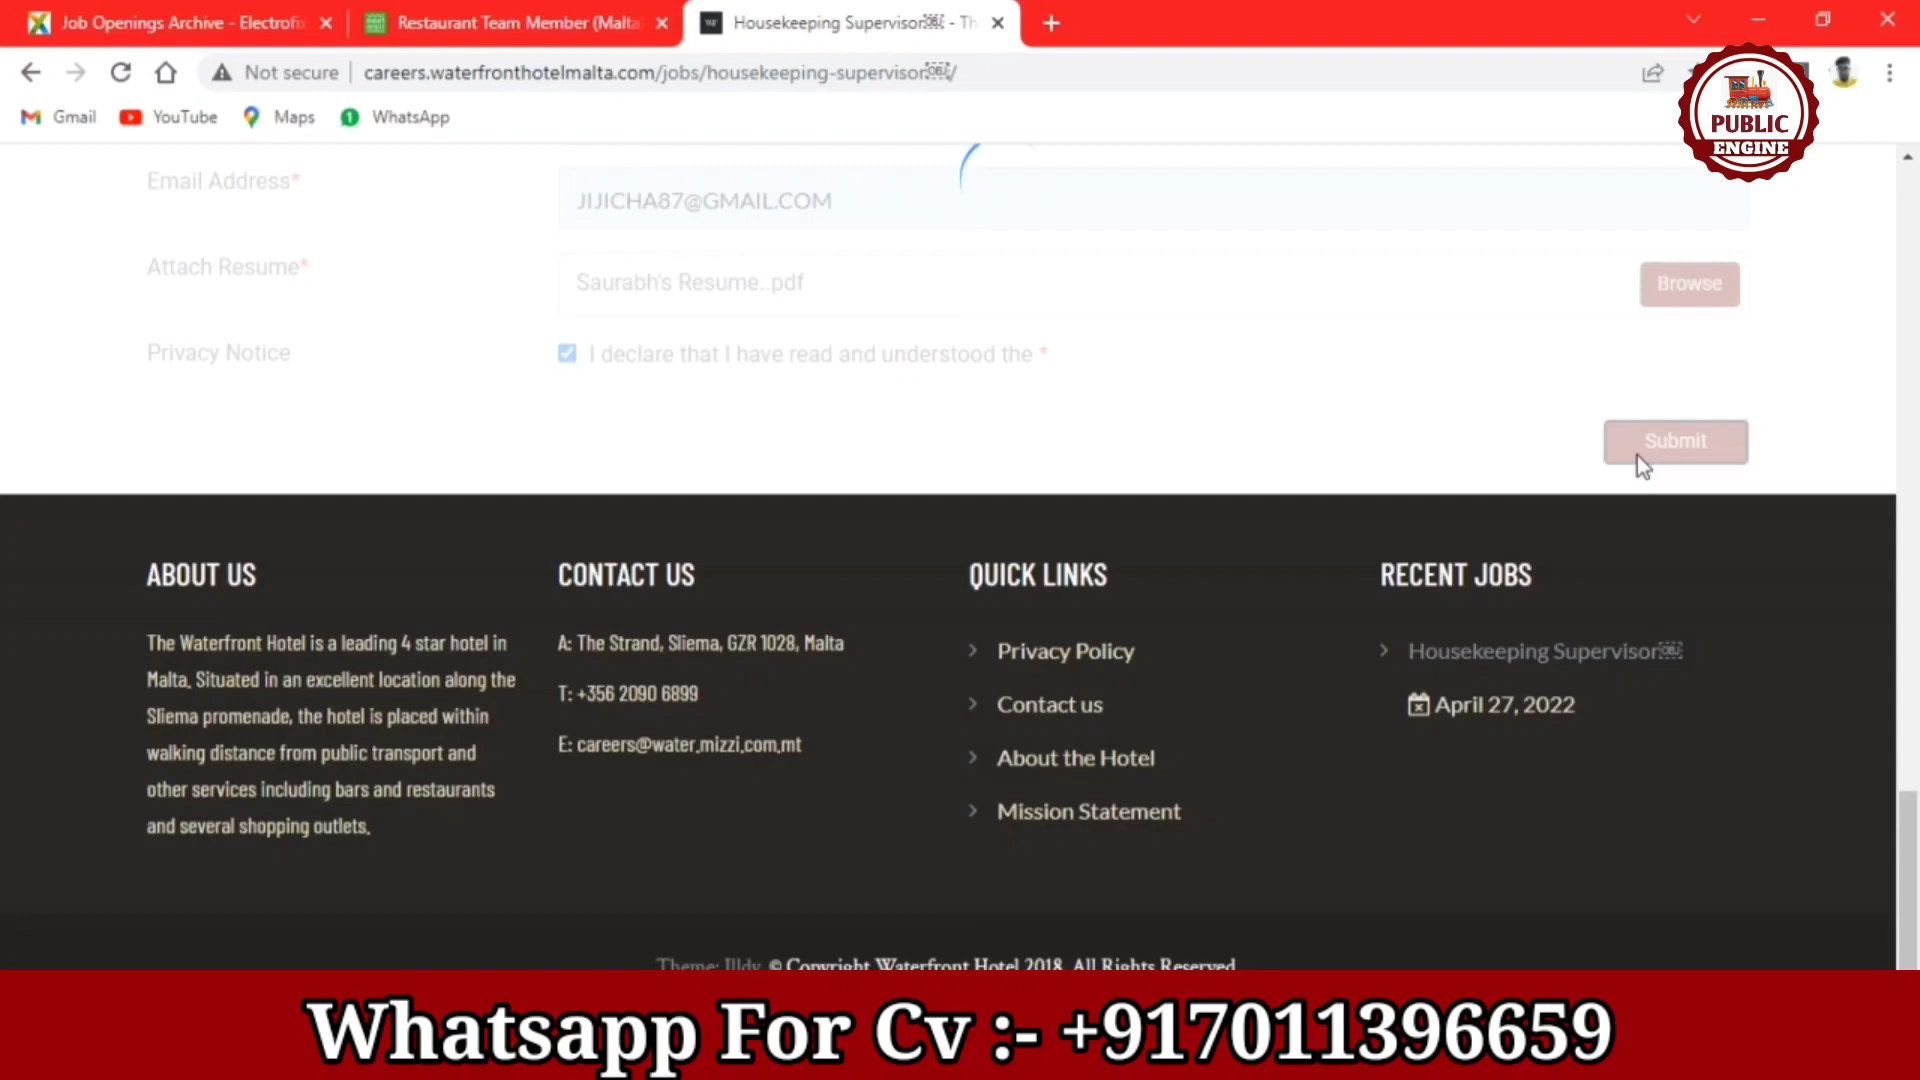 Job Openings Archive - Electrofi
Restaurant Team Member (Malta
Housekeeping Supervisor - Th
Not secure
careers.waterfronthotelmalta.com/jobs/housekeeping-supervisor￼/
Gmail
YouTube
Maps
WhatsApp
PUBLIC
ENGINE
Email Address*
JIJICHA87@GMAIL.COM
Attach Resume*
Saurabh's Resume..pdf
Browse
Privacy Notice
I declare that I have read and understood the *
Submit
ABOUT US
The Waterfront Hotel is a leading 4 star hotel in
Malta. Situated in an excellent location along the
Sliema promenade, the hotel is placed within
walking distance from public transport and
other services including bars and restaurants
and several shopping outlets.
CONTACT US
A: The Strand, Sliema, GZR 1028, Malta
T: +356 2090 6899
E: careers@water.mizzi.com.mt
QUICK LINKS
Privacy Policy
Contact us
About the Hotel
Mission Statement
RECENT JOBS
Housekeeping Supervisor￼
April 27, 2022
Theme: Illdy. © Copyright Waterfront Hotel 2018. All Rights Reserved
Whatsapp For Cv :- +917011396659